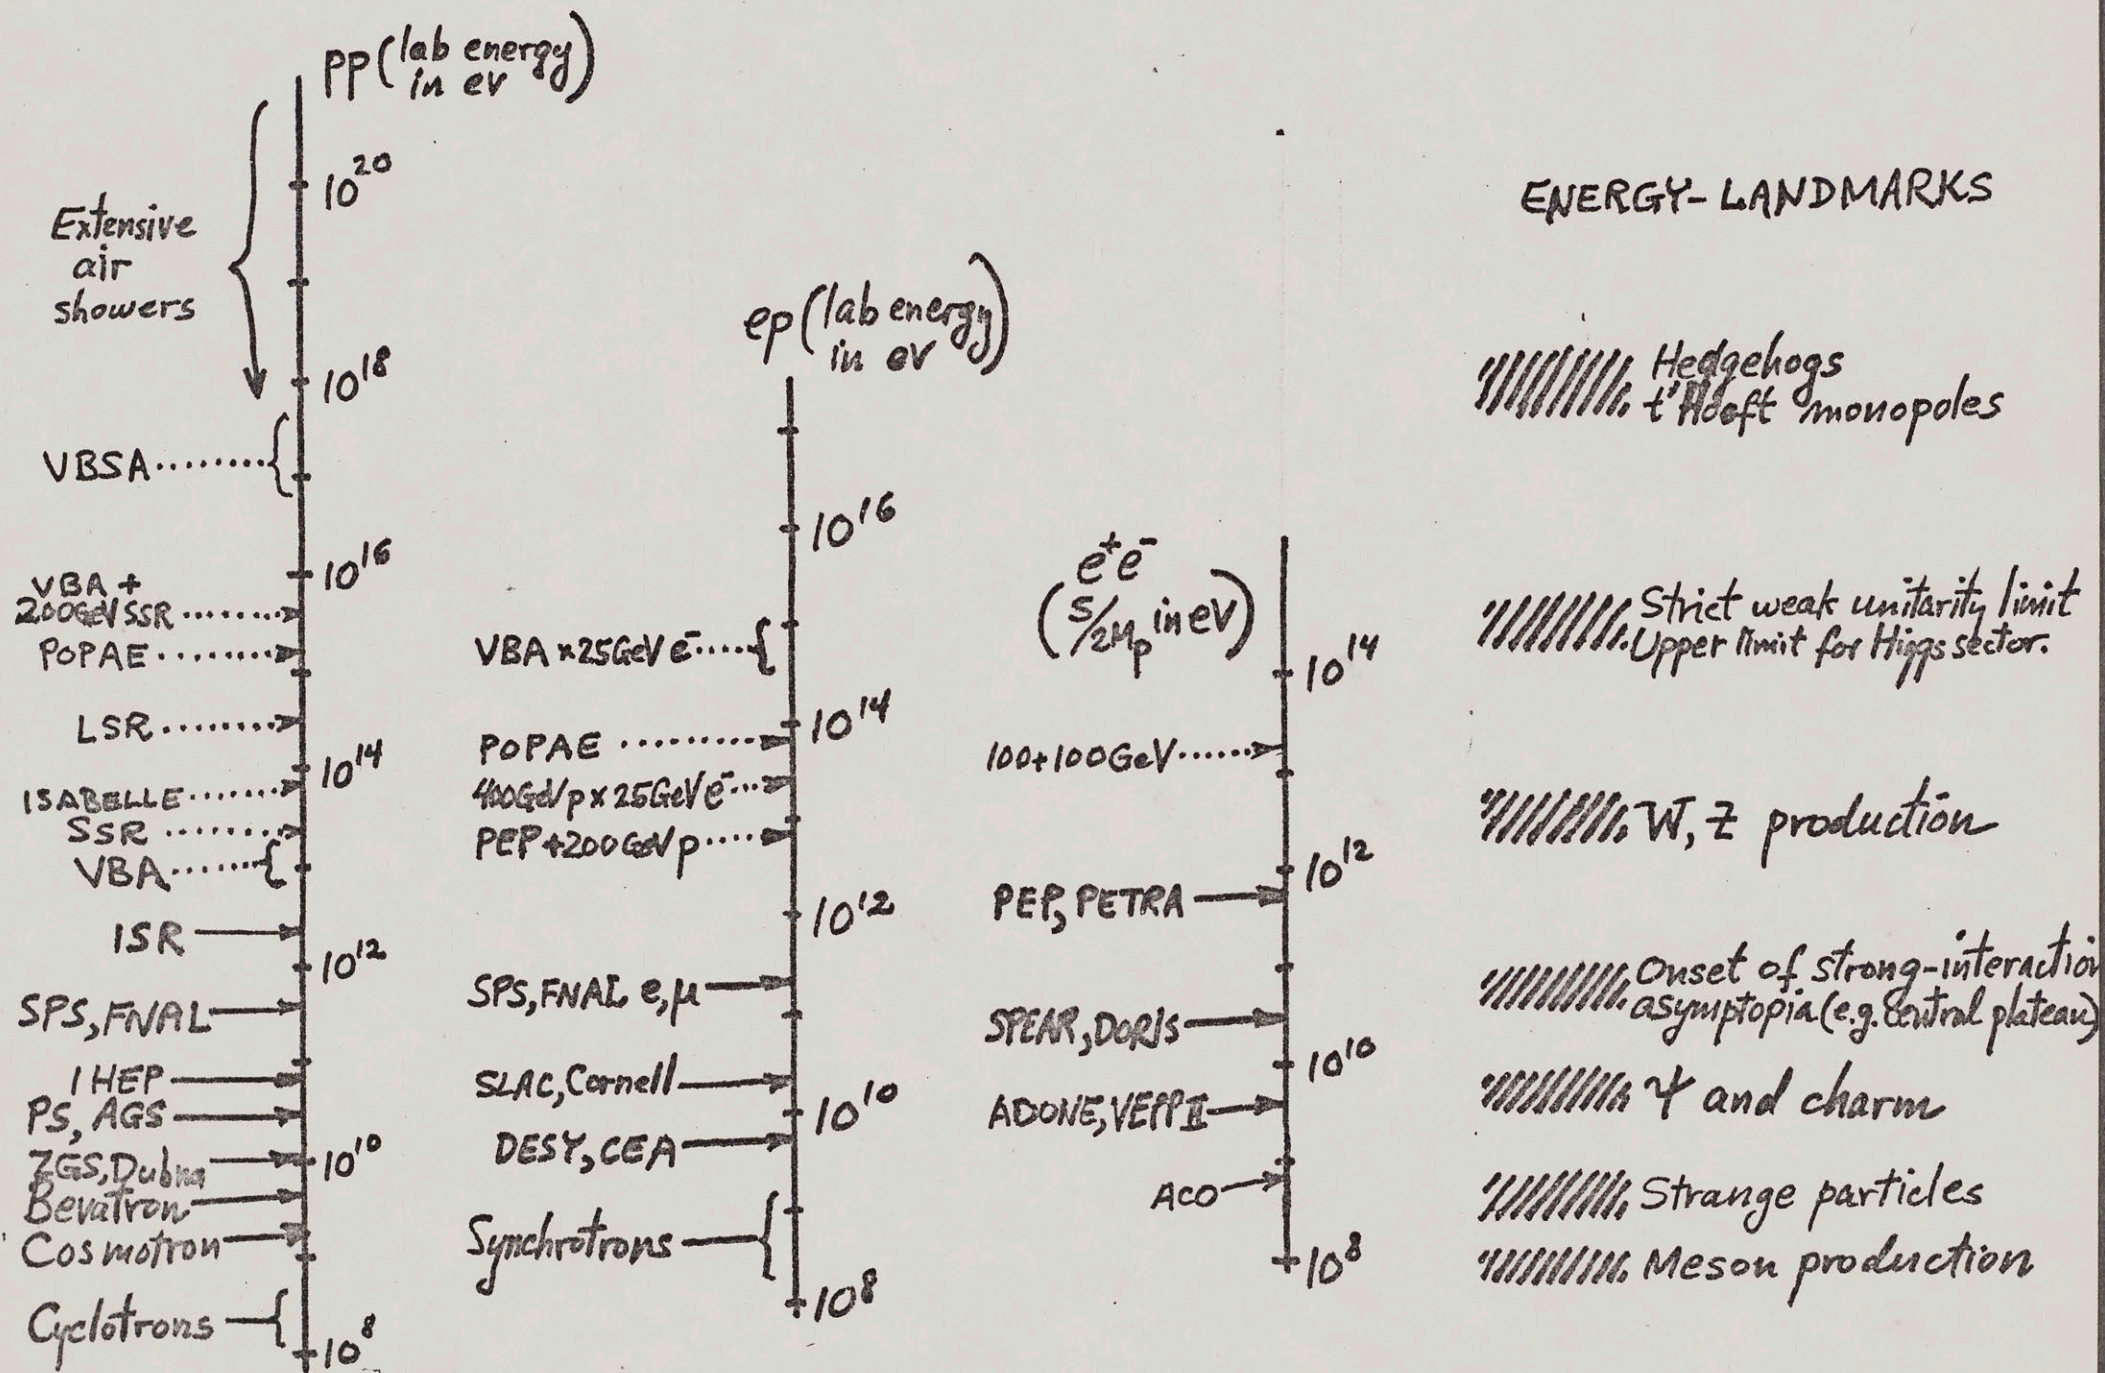 pp (lab energy
in ev)
10^20
Extensive
air
showers
10^18
VBSA
10^16
VBA +
200GeV SSR
POPAE
LSR
10^14
ISABELLE
SSR
VBA
ISR
10^12
SPS, FNAL
IHEP
PS, AGS
10^10
ZGS, Dubna
Bevatron
Cosmotron
Cyclotrons
10^8
ep (lab energy
in eV)
10^16
VBA x 25GeV e^-
10^14
POPAE
400GeV p x 25GeV e^-
PEP + 200 GeV p
10^12
SPS, FNAL e, μ
SLAC, Cornell
10^10
DESY, CEA
Synchrotrons
10^8
e^+ e^-
(S/2M_p in eV)
10^14
100+100GeV
10^12
PEP, PETRA
SPEAR, DORIS
10^10
ADONE, VEPP II
ACO
10^8
ENERGY-LANDMARKS
Hedgehogs
t'Hooft monopoles
Strict weak unitarity limit
Upper limit for Higgs sector.
W, Z production
Onset of strong-interaction
asymptopia (e.g. central plateau)
Ψ and charm
Strange particles
Meson production